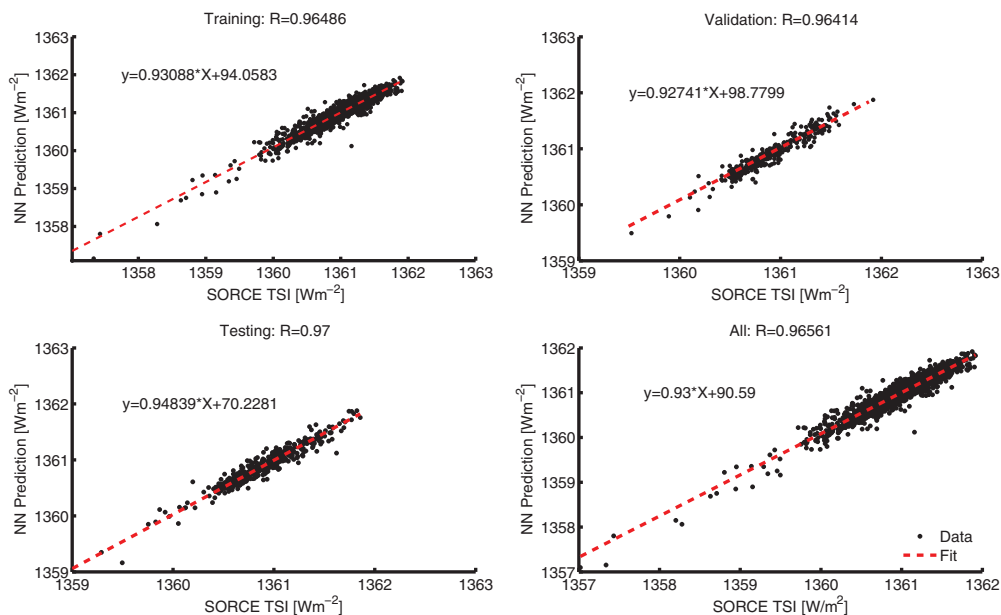 Training: R=0.96486
1363
1362
1361
1360
1359
1358
NN Prediction [Wm−2]
y=0.93088*X+94.0583
1358
1359
1360
1361
1362
1363
SORCE TSI [Wm−2]
Validation: R=0.96414
1363
1362
1361
1360
1359
NN Prediction [Wm−2]
y=0.92741*X+98.7799
1359
1360
1361
1362
1363
SORCE TSI [Wm−2]
Testing: R=0.97
1363
1362
1361
1360
1359
NN Prediction [Wm−2]
y=0.94839*X+70.2281
1359
1360
1361
1362
1363
SORCE TSI [Wm−2]
All: R=0.96561
1362
1361
1360
1359
1358
1357
NN Prediction [Wm−2]
y=0.93*X+90.59
Data
Fit
1357
1358
1359
1360
1361
1362
SORCE TSI [W/m2]